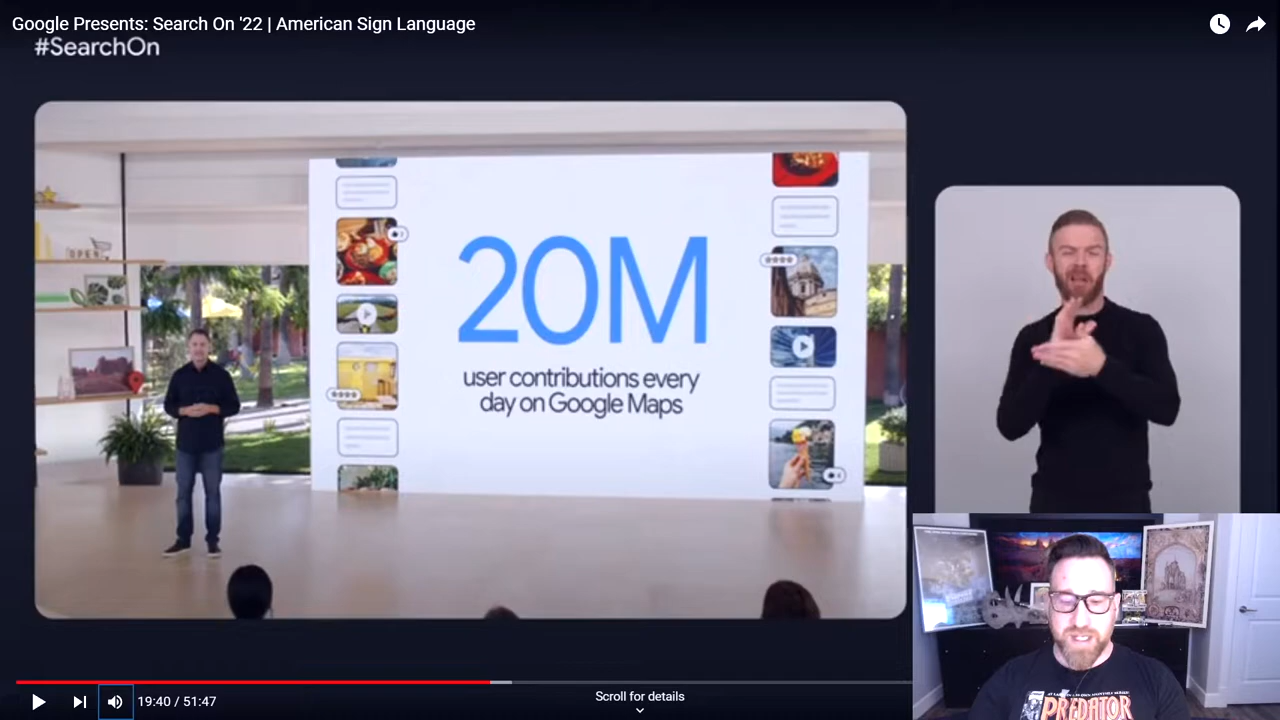 Google Presents: Search On '22 | American Sign Language
#SearchOn
OPEN
20M
user contributions every
day on Google Maps
19:40 / 51:47
Scroll for details
PREDATOR